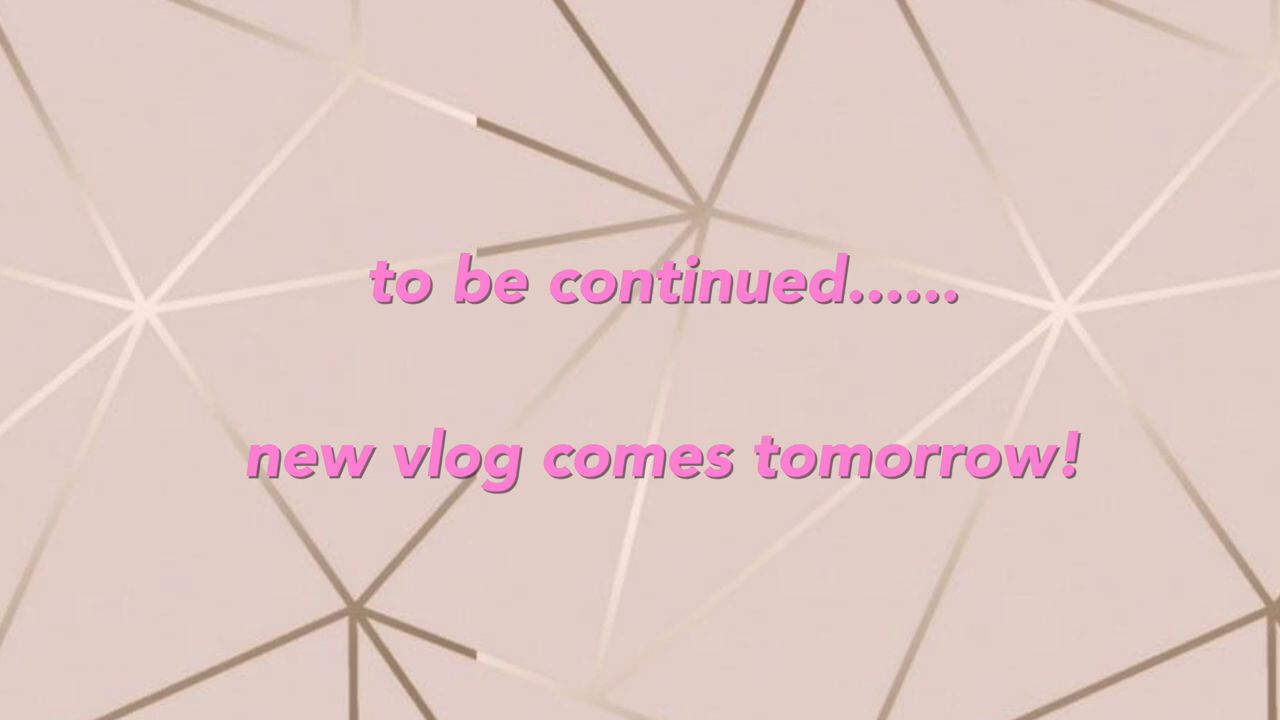 to be continued......
new vlog comes tomorrow!